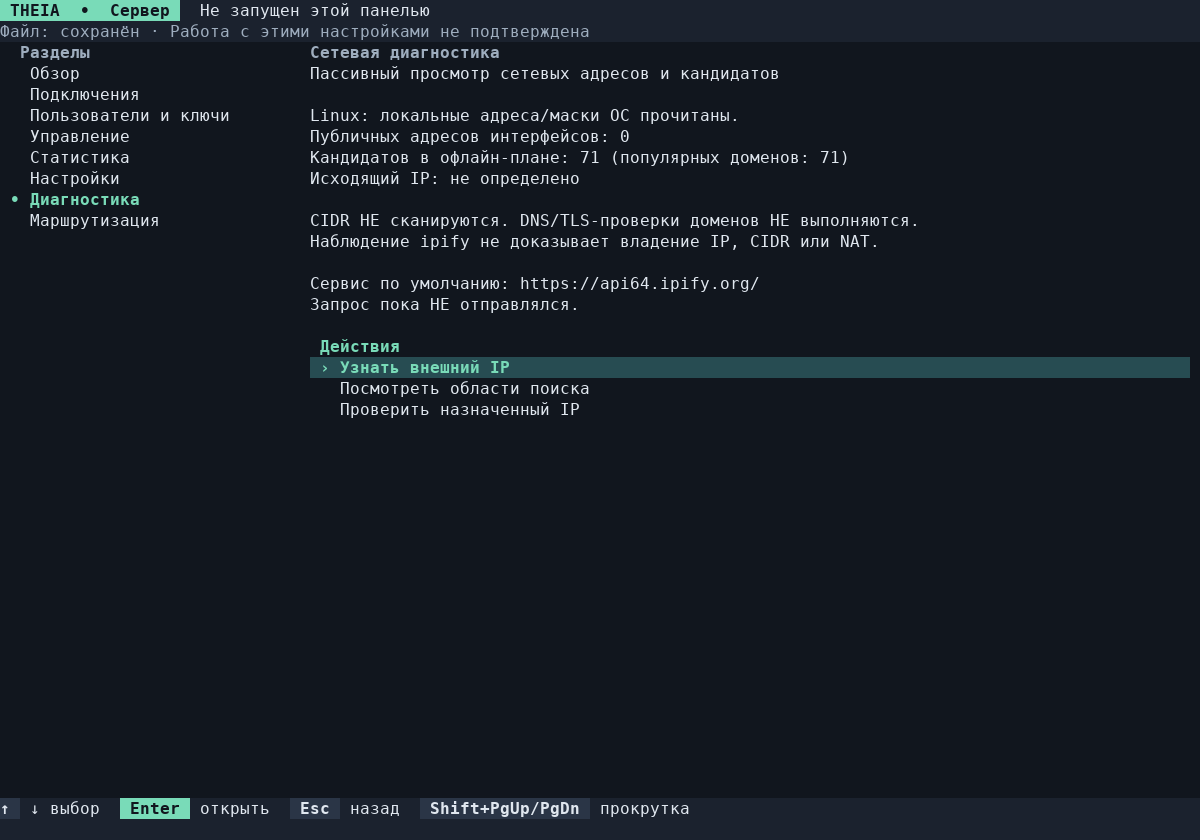 THEIA • Сервер Не запущен этой панелью
Файл: сохранён · Работа с этими настройками не подтверждена
Разделы
Обзор
Подключения
Пользователи и ключи
Управление
Статистика
Настройки
• Диагностика
Маршрутизация
Сетевая диагностика
Пассивный просмотр сетевых адресов и кандидатов
Linux: локальные адреса/маски ОС прочитаны.
Публичных адресов интерфейсов: 0
Кандидатов в офлайн-плане: 71 (популярных доменов: 71)
Исходящий IP: не определено
CIDR НЕ сканируются. DNS/TLS-проверки доменов НЕ выполняются.
Наблюдение ipify не доказывает владение IP, CIDR или NAT.
Сервис по умолчанию: https://api64.ipify.org/
Запрос пока НЕ отправлялся.
Действия
› Узнать внешний IP
Посмотреть области поиска
Проверить назначенный IP
↑ ↓ выбор Enter открыть Esc назад Shift+PgUp/PgDn прокрутка